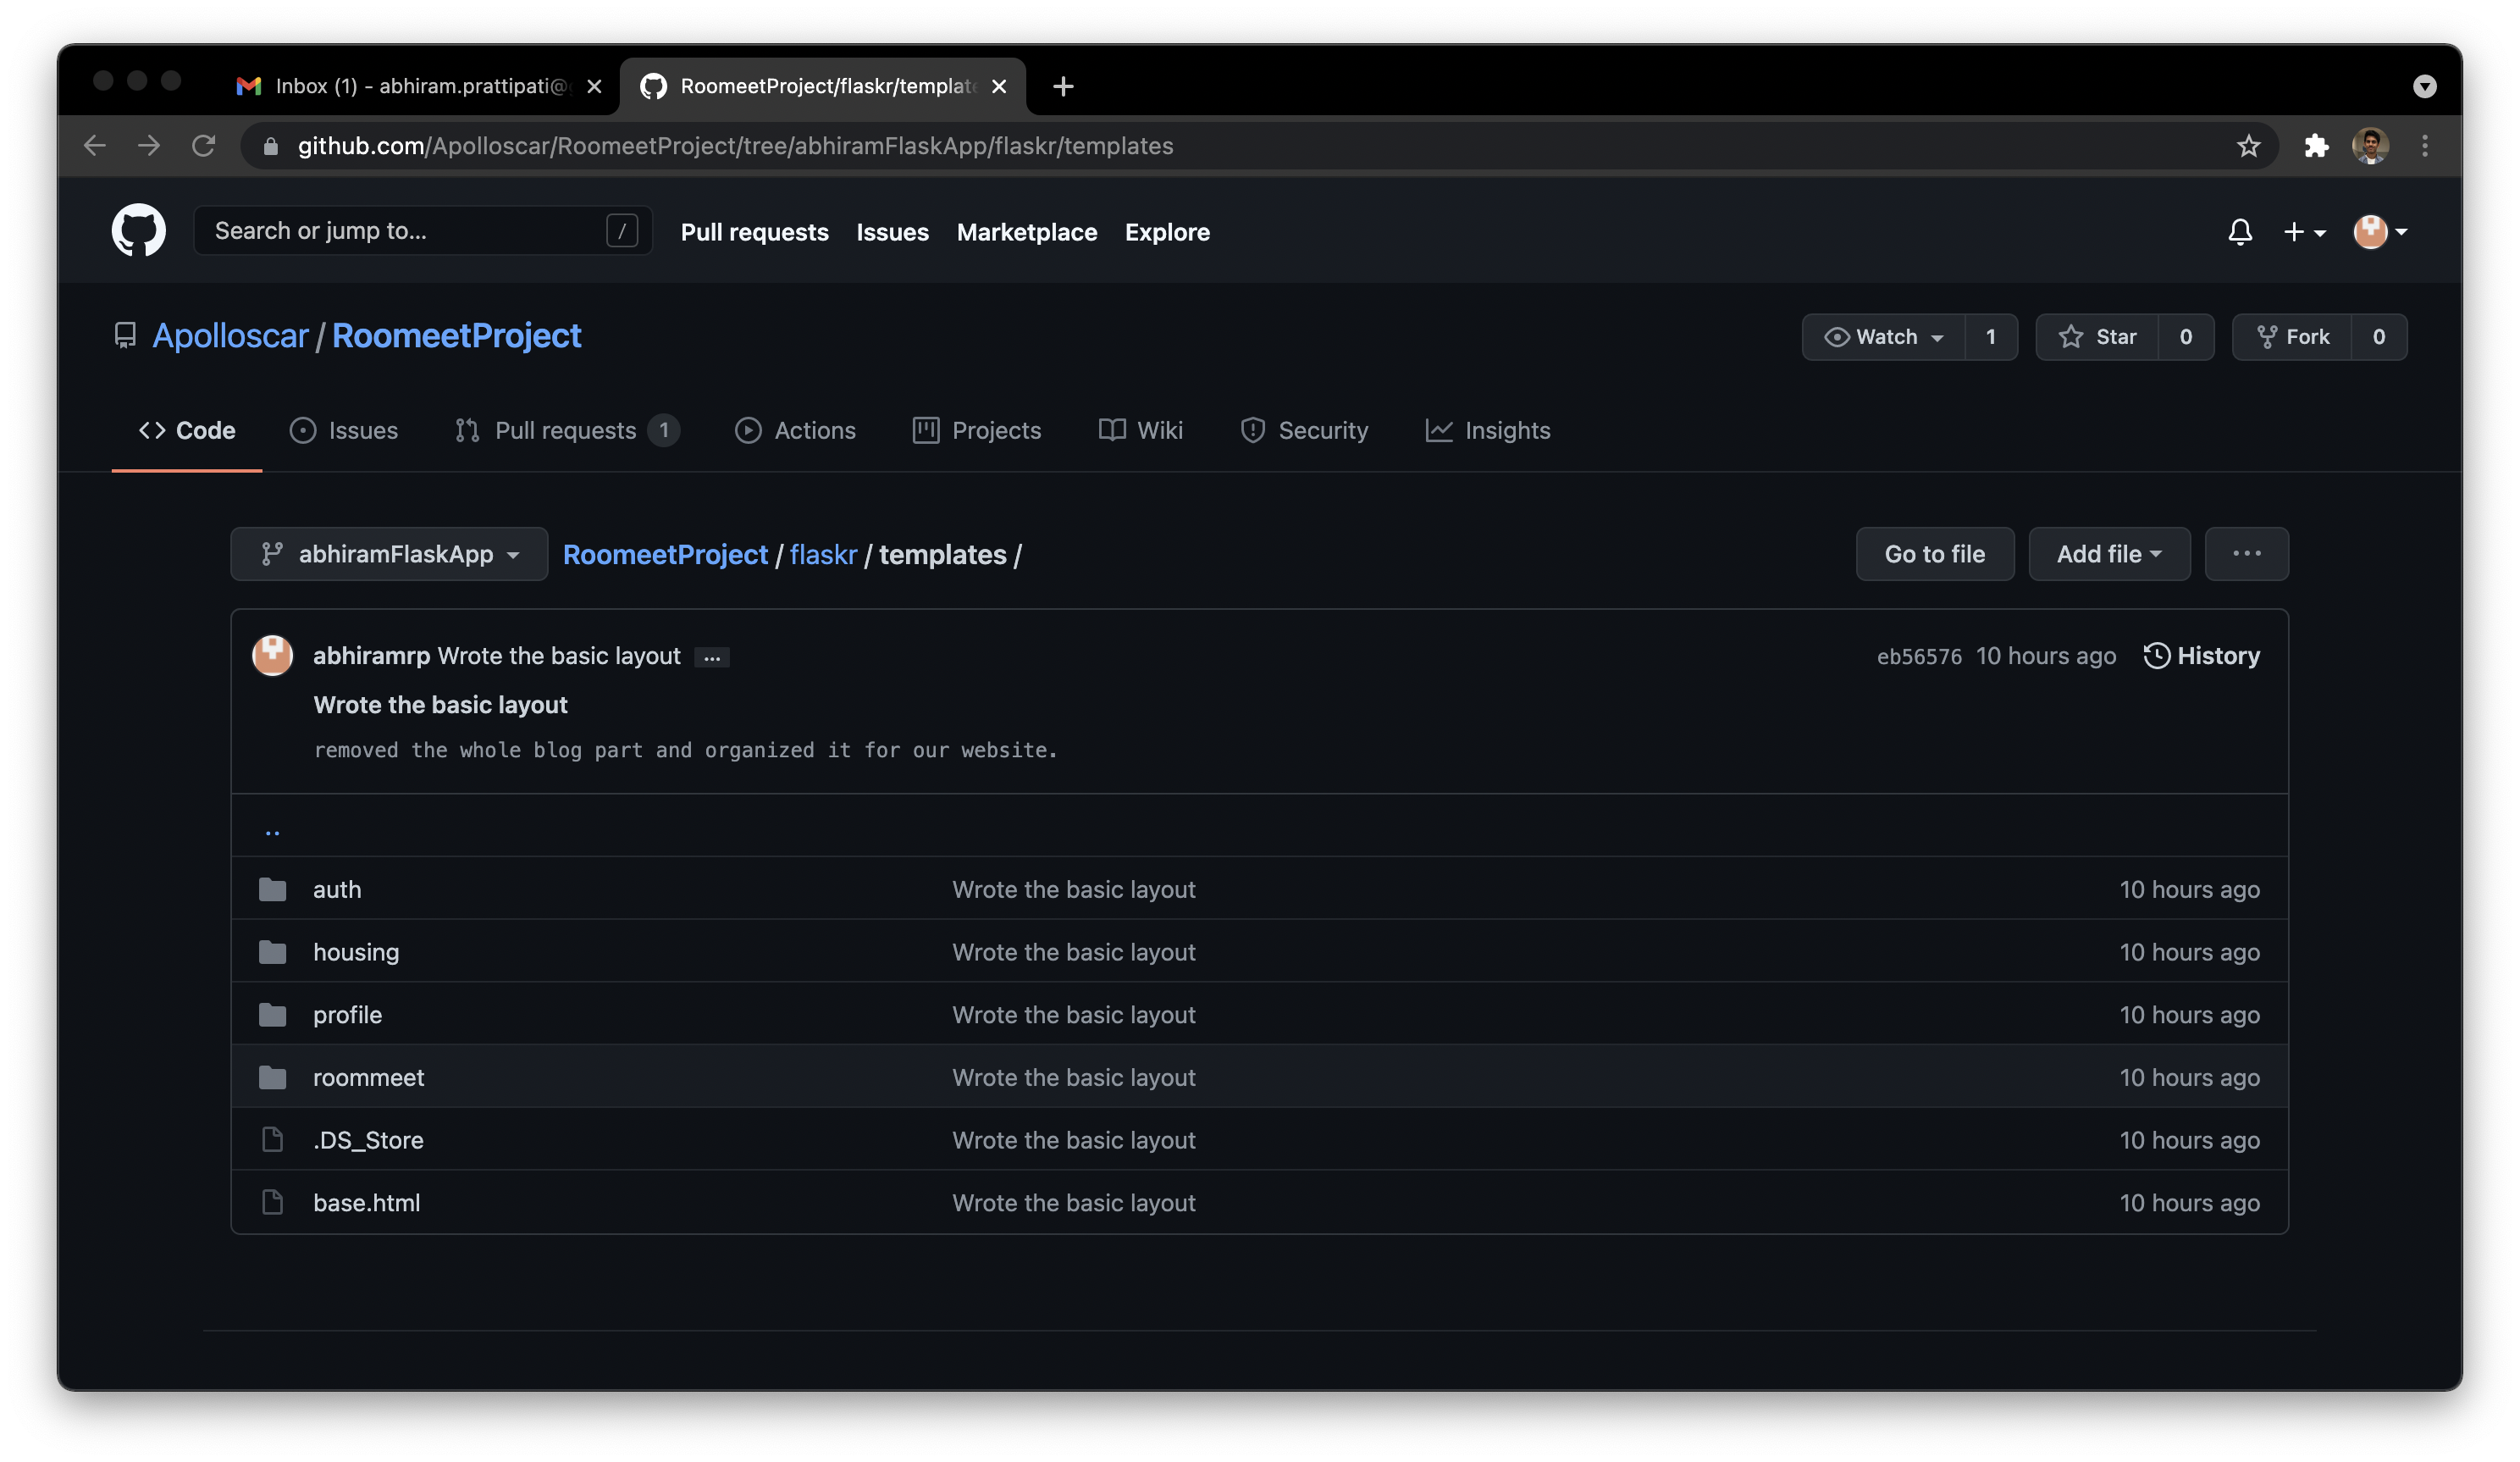 Inbox (1) - abhiram.prattipati@
RoomeetProject/flaskr/template
github.com/Apolloscar/RoomeetProject/tree/abhiramFlaskApp/flaskr/templates
Search or jump to... /
Pull requests Issues Marketplace Explore
Apolloscar / RoomeetProject
Watch 1 Star 0 Fork 0
Code Issues Pull requests 1 Actions Projects Wiki Security Insights
abhiramFlaskApp RoomeetProject / flaskr / templates / Go to file Add file ...
abhiramrp Wrote the basic layout ... eb56576 10 hours ago History
Wrote the basic layout
removed the whole blog part and organized it for our website.
..
auth Wrote the basic layout 10 hours ago
housing Wrote the basic layout 10 hours ago
profile Wrote the basic layout 10 hours ago
roommeet Wrote the basic layout 10 hours ago
.DS_Store Wrote the basic layout 10 hours ago
base.html Wrote the basic layout 10 hours ago